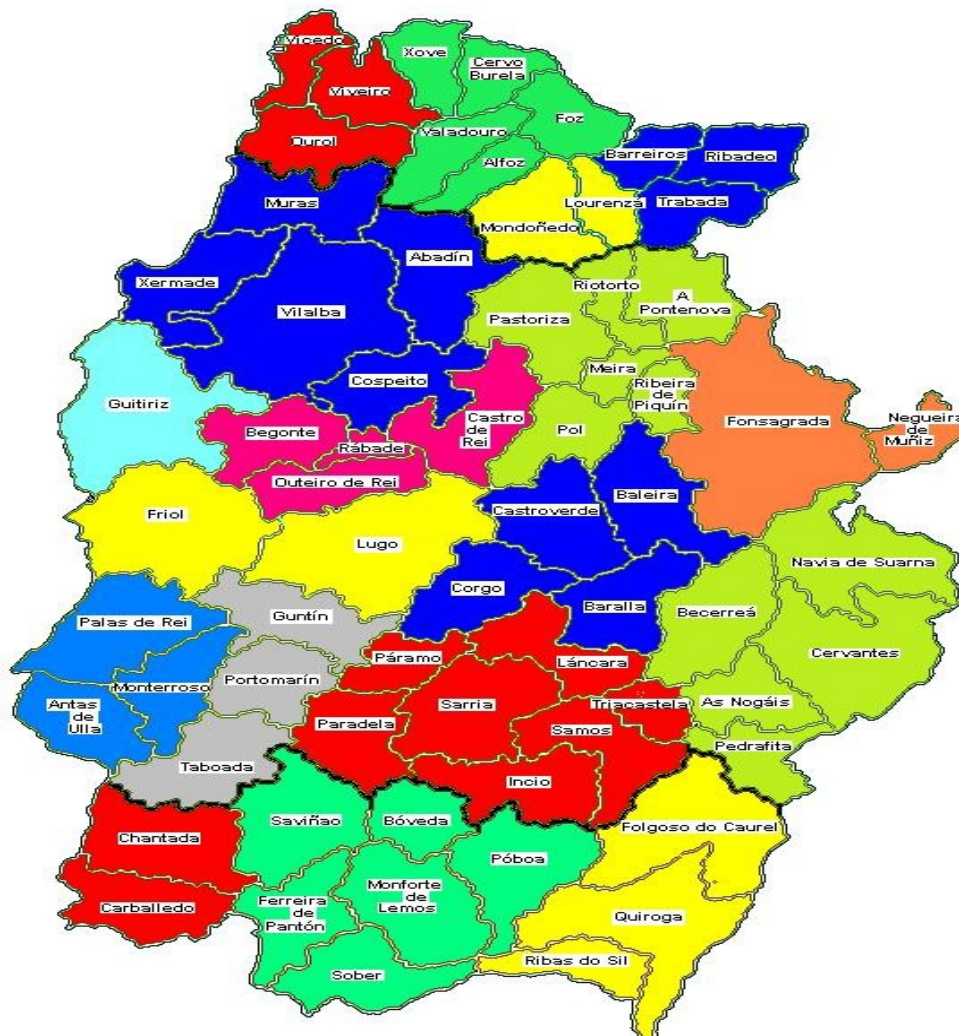 Vicedo
Xove
Cervo
Burela
Viveiro
Foz
Valadouro
Ourol
Alfoz
Barreiros
Ribadeo
Muras
Lourenza
Trabada
Mondoñedo
Abadín
Xermade
Riotorto
A
Pontenova
Vilalba
Pastoriza
Meira
Cospeito
Ribeira
de
Piquín
Guitiriz
Castro
de
Rei
Fonsagrada
Negueira
de
Muñiz
Begonte
Pol
Rábade
Outeiro de Rei
Baleira
Castroverde
Friol
Lugo
Navia de Suarna
Corgo
Baralla
Becerreá
Guntín
Palas de Rei
Páramo
Láncara
Cervantes
Portomarín
Monterroso
Antas
de
Ulla
Sarria
Triacastela
As Nogáis
Paradela
Samos
Pedrafita
Taboada
Incio
Saviñao
Bóveda
Folgoso do Caurel
Chantada
Póboa
Monforte
de
Lemos
Ferreira
de
Pantón
Carballedo
Quiroga
Ribas do Sil
Sober